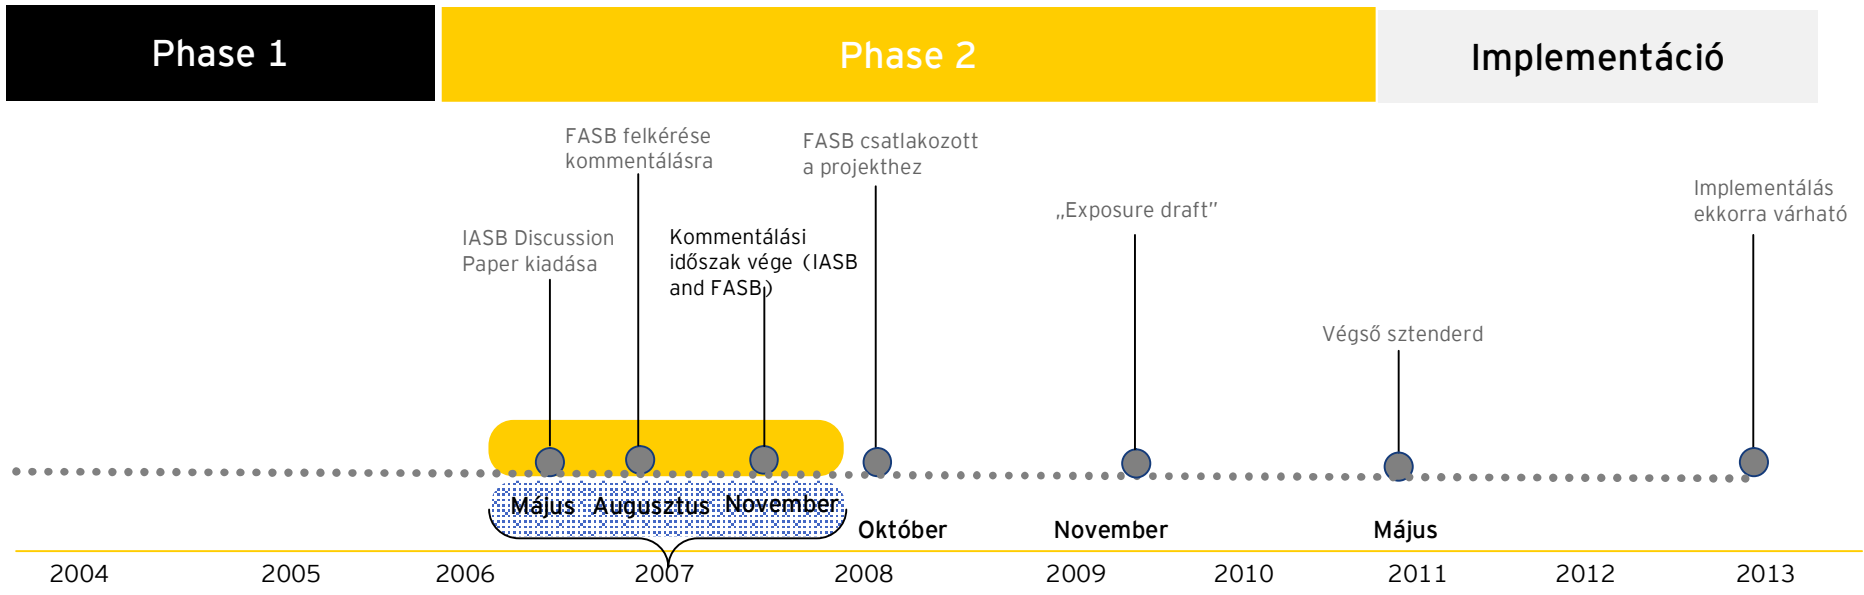 Phase 1
Phase 2
Implementáció
FASB felkérése
kommentálásra
FASB csatlakozott
a projekthez
Implementálás
ekkorra várható
„Exposure draft”
IASB Discussion
Paper kiadása
Kommentálási
időszak vége (IASB
and FASB)
Végső sztenderd
Május Augusztus November
Október
November
Május
2004 2005 2006 2007 2008 2009 2010 2011 2012 2013